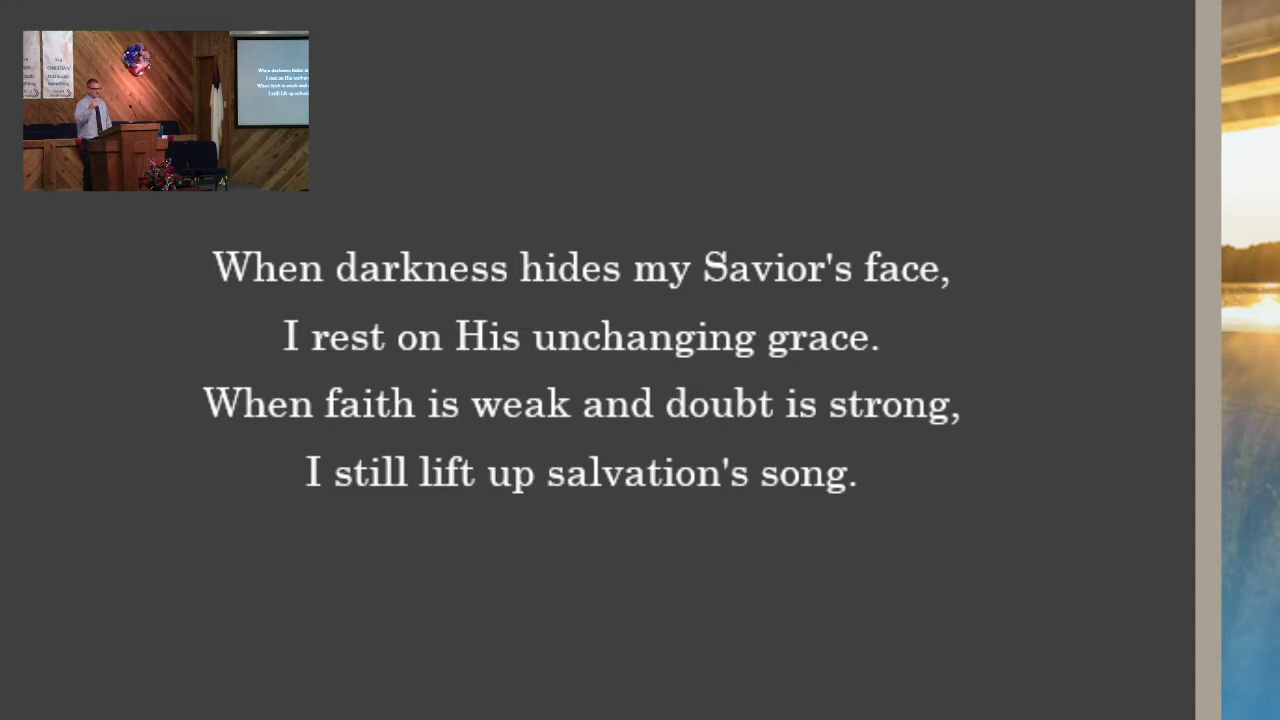 When darkness hides my Savior's face,
I rest on His unchanging grace.
When faith is weak and doubt is strong,
I still lift up salvation's song.